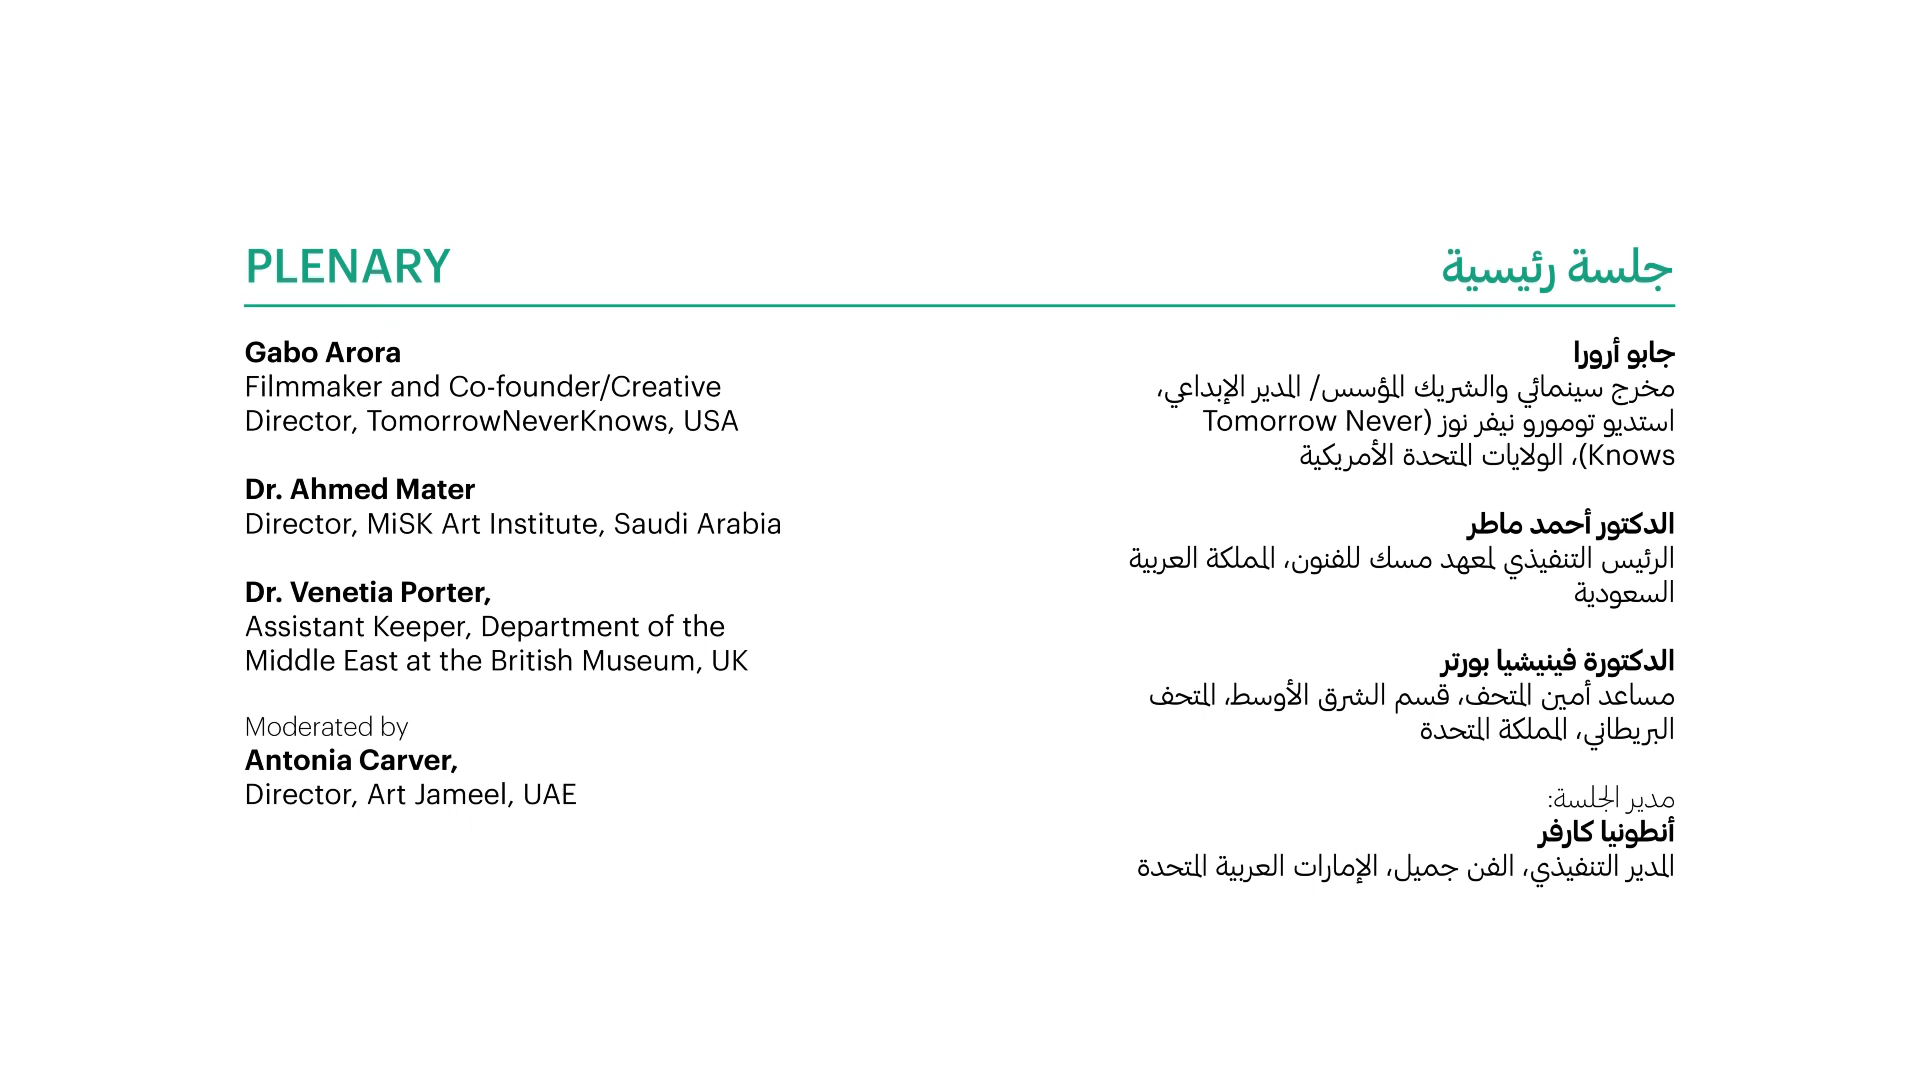 PLENARY
Gabo Arora
Filmmaker and Co-founder/Creative
Director, TomorrowNeverKnows, USA
Dr. Ahmed Mater
Director, MiSK Art Institute, Saudi Arabia
Dr. Venetia Porter,
Assistant Keeper, Department of the
Middle East at the British Museum, UK
Moderated by
Antonia Carver,
Director, Art Jameel, UAE
جلسة رئيسية
جابو أرورا
مخرج سينمائي والشريك المؤسس/ المدير الإبداعي،
استديو تومورو نيفر نوز (Tomorrow Never
Knows)، الولايات المتحدة الأمريكية
الدكتور أحمد ماطر
الرئيس التنفيذي لمعهد مسك للفنون، المملكة العربية
السعودية
الدكتورة فينيشيا بورتر
مساعد أمين المتحف، قسم الشرق الأوسط، المتحف
البريطاني، المملكة المتحدة
مدير الجلسة:
أنطونيا كارفر
المدير التنفيذي، الفن جميل، الإمارات العربية المتحدة